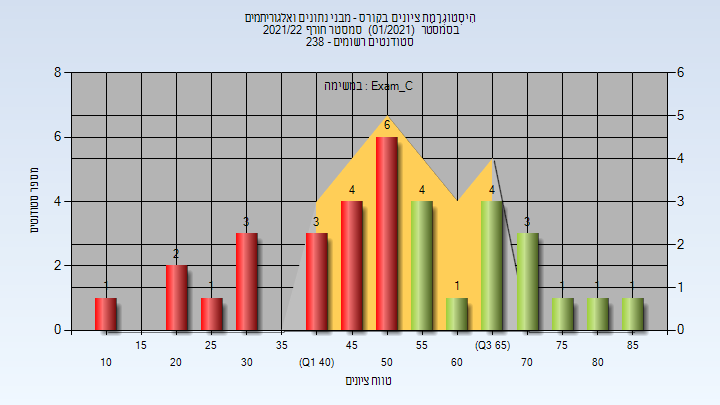 היסטוגרמת ציונים בקורס - מבני נתונים ואלגוריתמים
בסמסטר (01/2021) סמסטר חורף 2021/22
סטודנטים רשומים - 238
במשימה : Exam_C
8 6
5
6
4
4 3
2
2
1
0 0
מספר סטודנטים
1 2 1 3 3 4 6 4 1 4 3 1 1 1
15 25 35 45 55 (Q3 65) 75 85
10 20 30 (Q1 40) 50 60 70 80
טווח ציונים